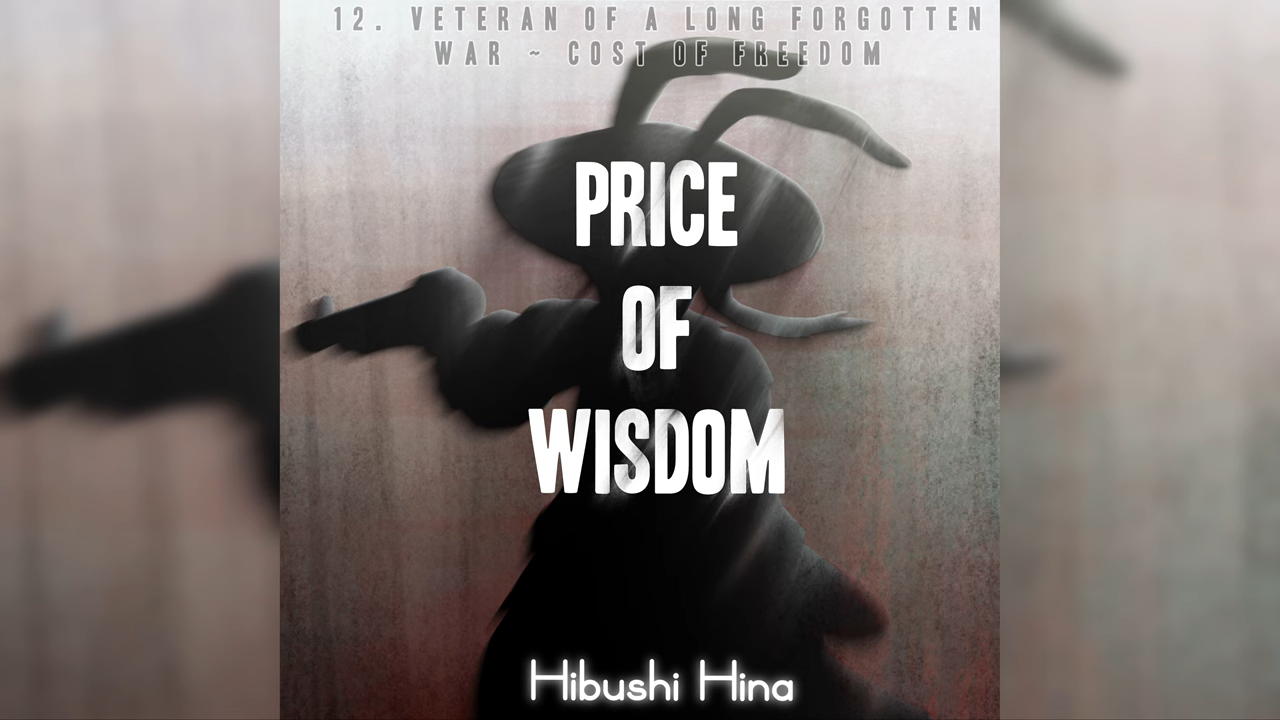 12. VETERAN OF A LONG FORGOTTEN
WAR ~ COST OF FREEDOM
PRICE
OF
WISDOM
Hibushi Hina